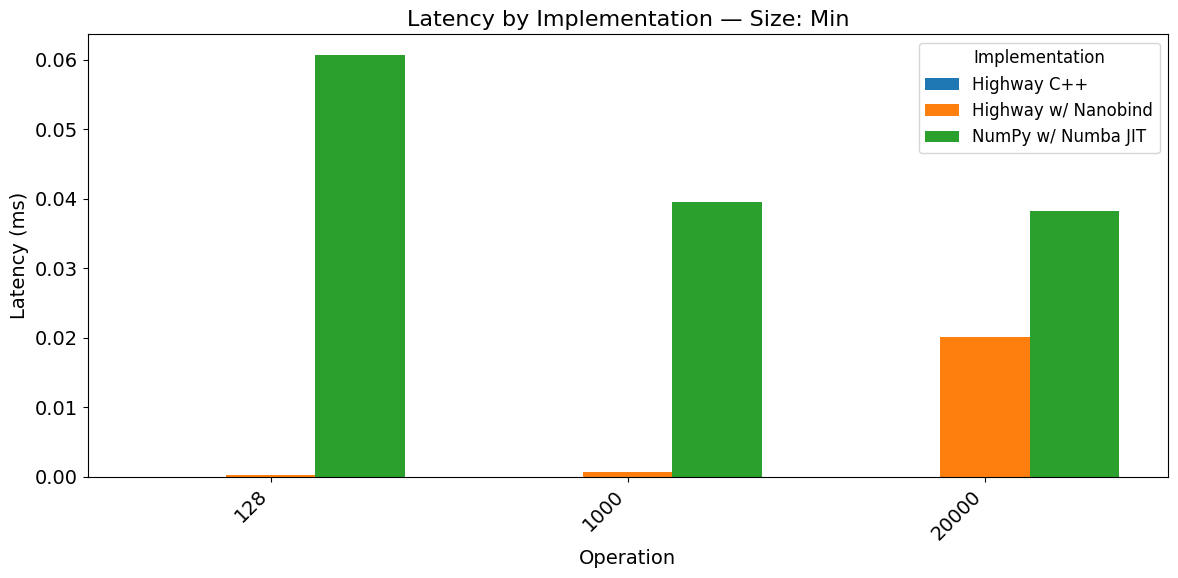 Latency by Implementation — Size: Min
Implementation
Highway C++
Highway w/ Nanobind
NumPy w/ Numba JIT
Latency (ms)
0.06
0.05
0.04
0.03
0.02
0.01
0.00
128
1000
20000
Operation